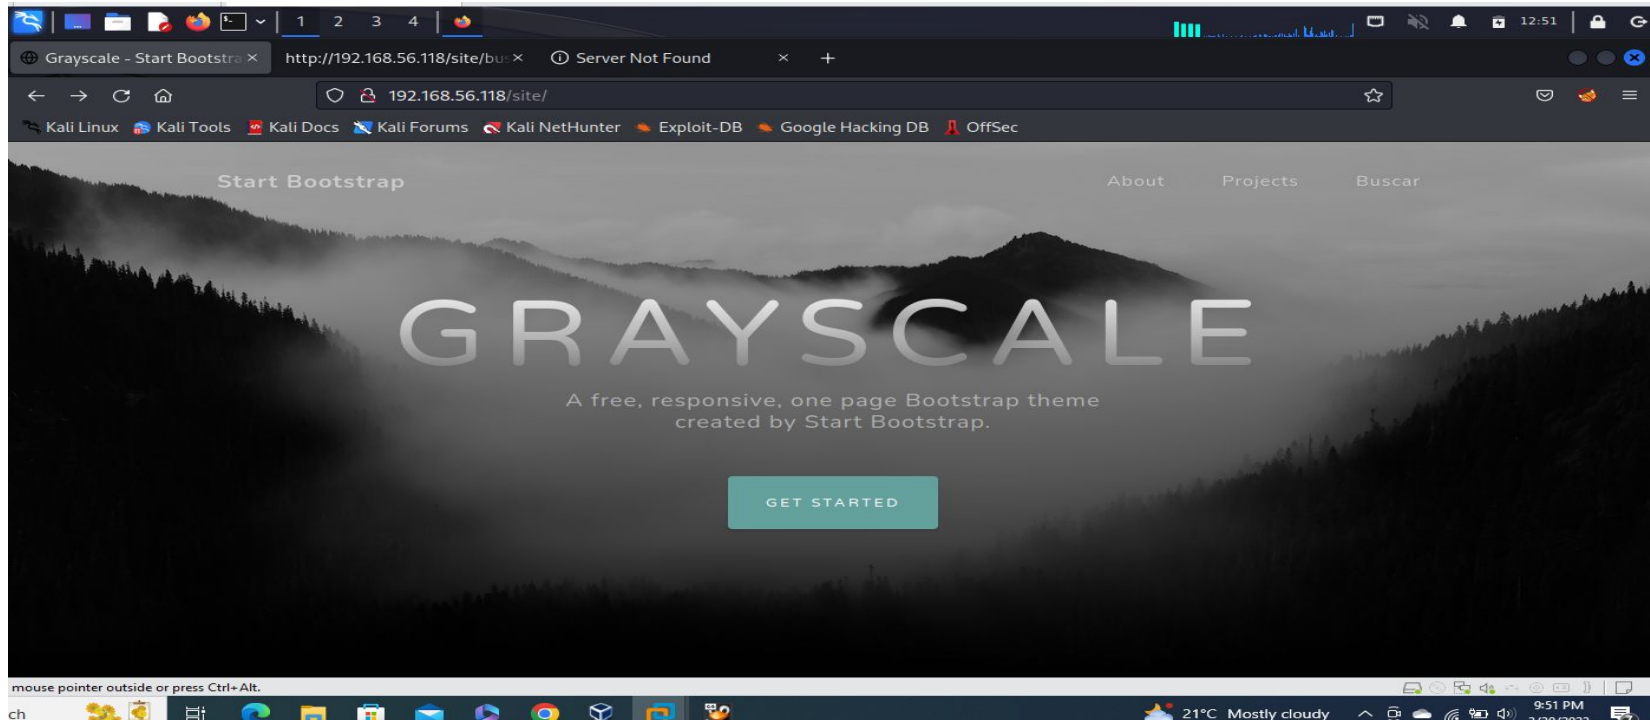 1 2 3 4
12:51
Grayscale - Start Bootstra
http://192.168.56.118/site/bus
Server Not Found
192.168.56.118/site/
Kali Linux Kali Tools Kali Docs Kali Forums Kali NetHunter Exploit-DB Google Hacking DB OffSec
Start Bootstrap
About Projects Buscar
GRAYSCALE
A free, responsive, one page Bootstrap theme
created by Start Bootstrap.
GET STARTED
mouse pointer outside or press Ctrl+Alt.
ch
21°C Mostly cloudy
9:51 PM